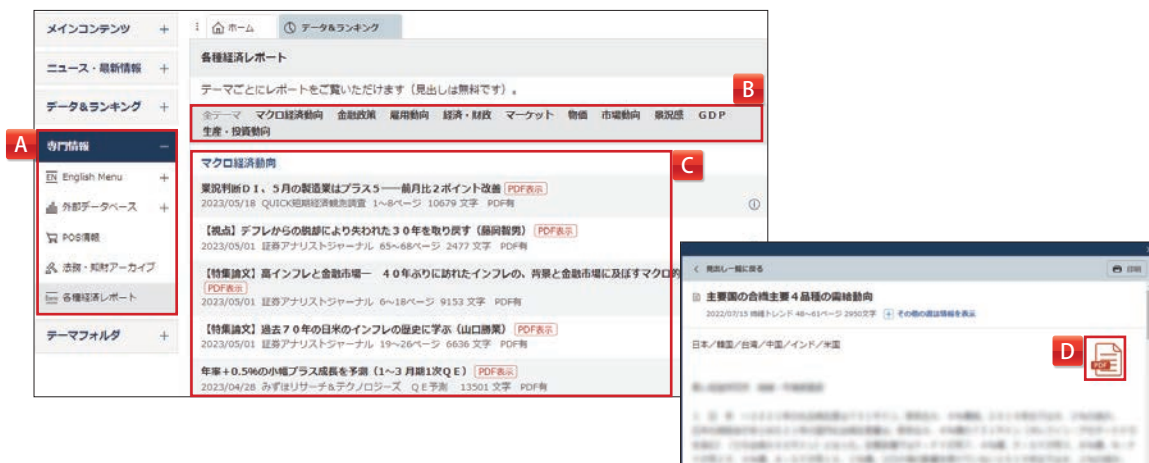 メインコンテンツ +
ニュース・最新情報 +
データ&ランキング +
A
専門情報 −
EN English Menu +
外部データベース +
POS情報
法務・知財アーカイブ
各種経済レポート
テーマフォルダ +
ホーム データ&ランキング
各種経済レポート
テーマごとにレポートをご覧いただけます(見出しは無料です)。
B
全テーマ マクロ経済動向 金融政策 雇用動向 経済・財政 マーケット 物価 市場動向 景況感 GDP
生産・投資動向
C
マクロ経済動向
業況判断DI、5月の製造業はプラス5――前月比2ポイント改善 PDF表示
2023/05/18 QUICK短期経済観測調査 1~8ページ 10679 文字 PDF有
【視点】デフレからの脱却により失われた30年を取り戻す(藤岡智男) PDF表示
2023/05/01 証券アナリストジャーナル 65~68ページ 2477 文字 PDF有
【特集論文】高インフレと金融市場― 40年ぶりに訪れたインフレの、背景と金融市場に及ぼすマクロ的
PDF表示
2023/05/01 証券アナリストジャーナル 6~18ページ 9153 文字 PDF有
【特集論文】過去70年の日米のインフレの歴史に学ぶ(山口勝業) PDF表示
2023/05/01 証券アナリストジャーナル 19~26ページ 6636 文字 PDF有
年率+0.5%の小幅プラス成長を予測(1~3 月期1次QE) PDF表示
2023/04/28 みずほリサーチ&テクノロジーズ QE予測 13501 文字 PDF有
見出し一覧に戻る 印刷
主要国の合繊主要4品種の需給動向
2022/07/15 48~61ページ 2950文字 + その他の書誌情報を表示
日本/韓国/台湾/中国/インド/米国
D
PDF